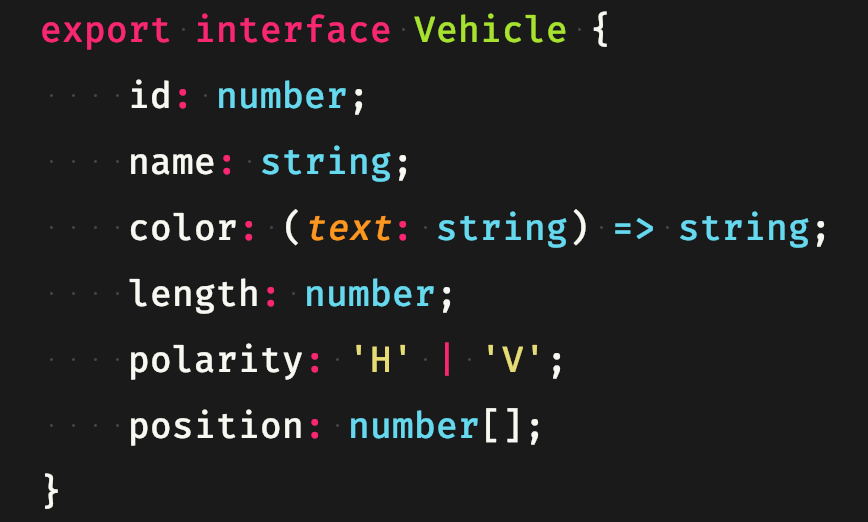 export interface Vehicle {
    id: number;
    name: string;
    color: (text: string) => string;
    length: number;
    polarity: 'H' | 'V';
    position: number[];
}